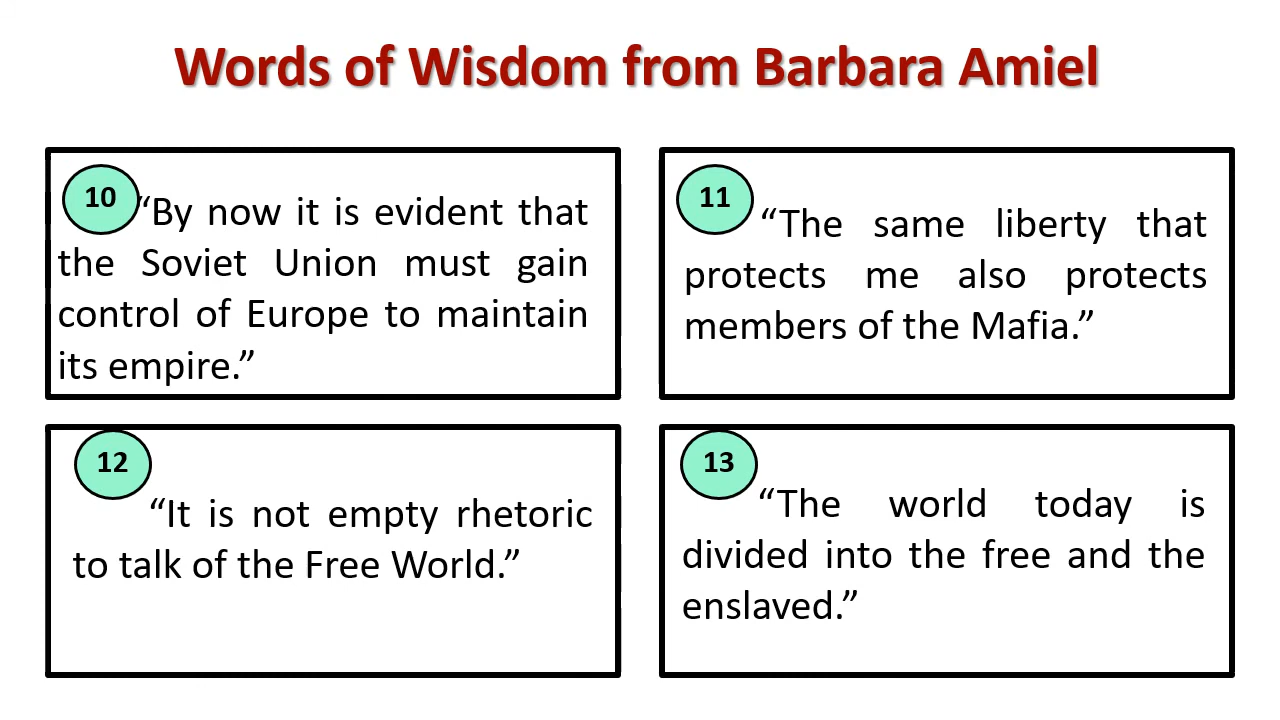 Words of Wisdom from Barbara Amiel
10
“By now it is evident that
the Soviet Union must gain
control of Europe to maintain
its empire.”
11
“The same liberty that
protects me also protects
members of the Mafia.”
12
“It is not empty rhetoric
to talk of the Free World.”
13
“The world today is
divided into the free and the
enslaved.”